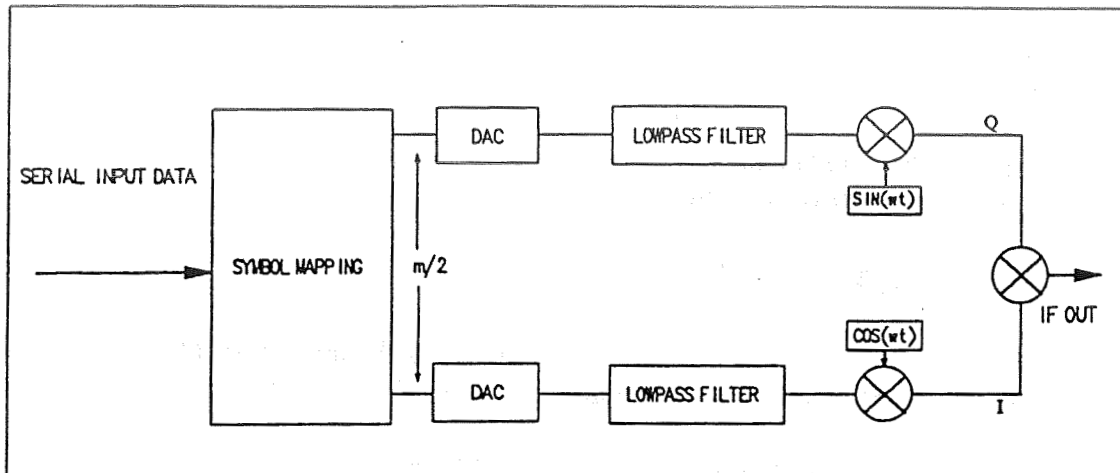 DAC
LOWPASS FILTER
Q
SERIAL INPUT DATA
SIN(wt)
SYMBOL MAPPING
m/2
IF OUT
COS(wt)
DAC
LOWPASS FILTER
I